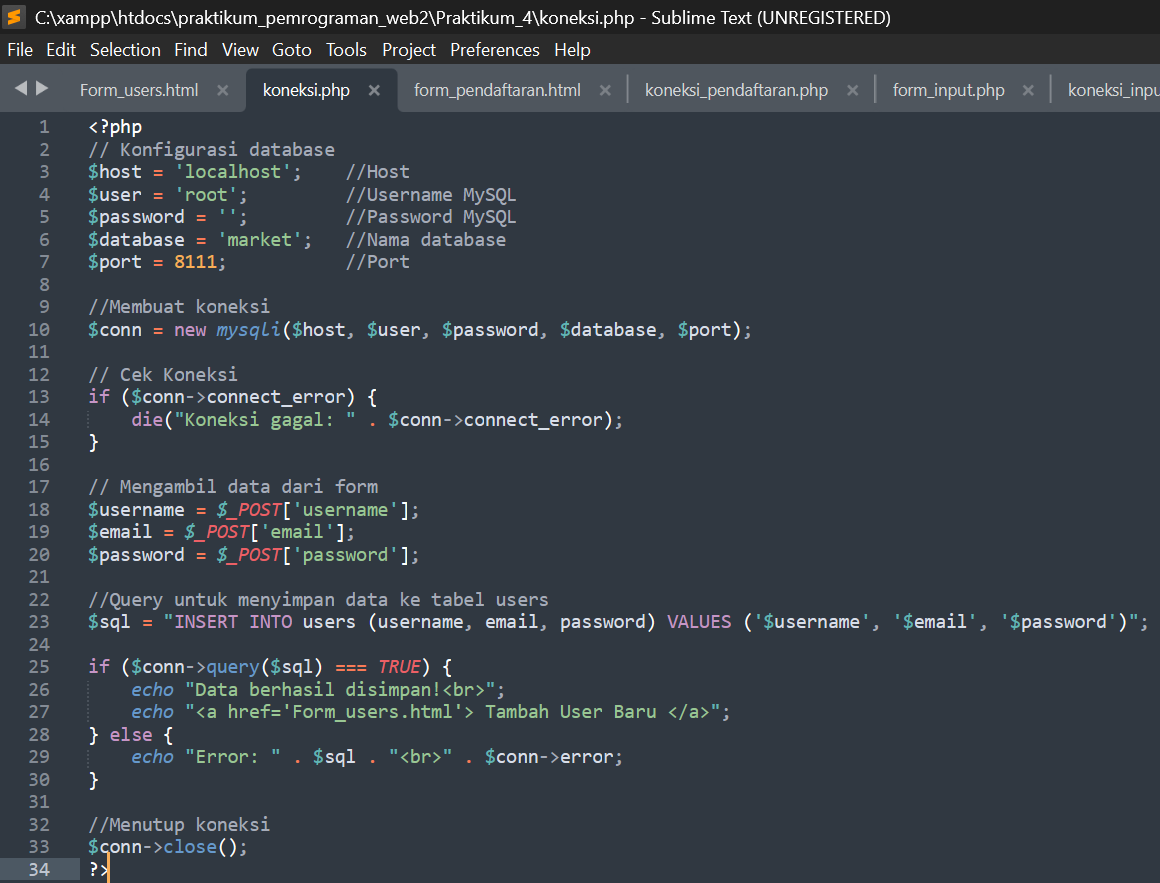 C:\xampp\htdocs\praktikum_pemrograman_web2\Praktikum_4\koneksi.php - Sublime Text (UNREGISTERED)
File Edit Selection Find View Goto Tools Project Preferences Help
Form_users.html × koneksi.php × form_pendaftaran.html × koneksi_pendaftaran.php × form_input.php × koneksi_inpu
1 <?php
2 // Konfigurasi database
3 $host = 'localhost';    //Host
4 $user = 'root';         //Username MySQL
5 $password = '';         //Password MySQL
6 $database = 'market';   //Nama database
7 $port = 8111;           //Port
8
9 //Membuat koneksi
10 $conn = new mysqli($host, $user, $password, $database, $port);
11
12 // Cek Koneksi
13 if ($conn->connect_error) {
14     die("Koneksi gagal: " . $conn->connect_error);
15 }
16
17 // Mengambil data dari form
18 $username = $_POST['username'];
19 $email = $_POST['email'];
20 $password = $_POST['password'];
21
22 //Query untuk menyimpan data ke tabel users
23 $sql = "INSERT INTO users (username, email, password) VALUES ('$username', '$email', '$password')";
24
25 if ($conn->query($sql) === TRUE) {
26     echo "Data berhasil disimpan!<br>";
27     echo "<a href='Form_users.html'> Tambah User Baru </a>";
28 } else {
29     echo "Error: " . $sql . "<br>" . $conn->error;
30 }
31
32 //Menutup koneksi
33 $conn->close();
34 ?>